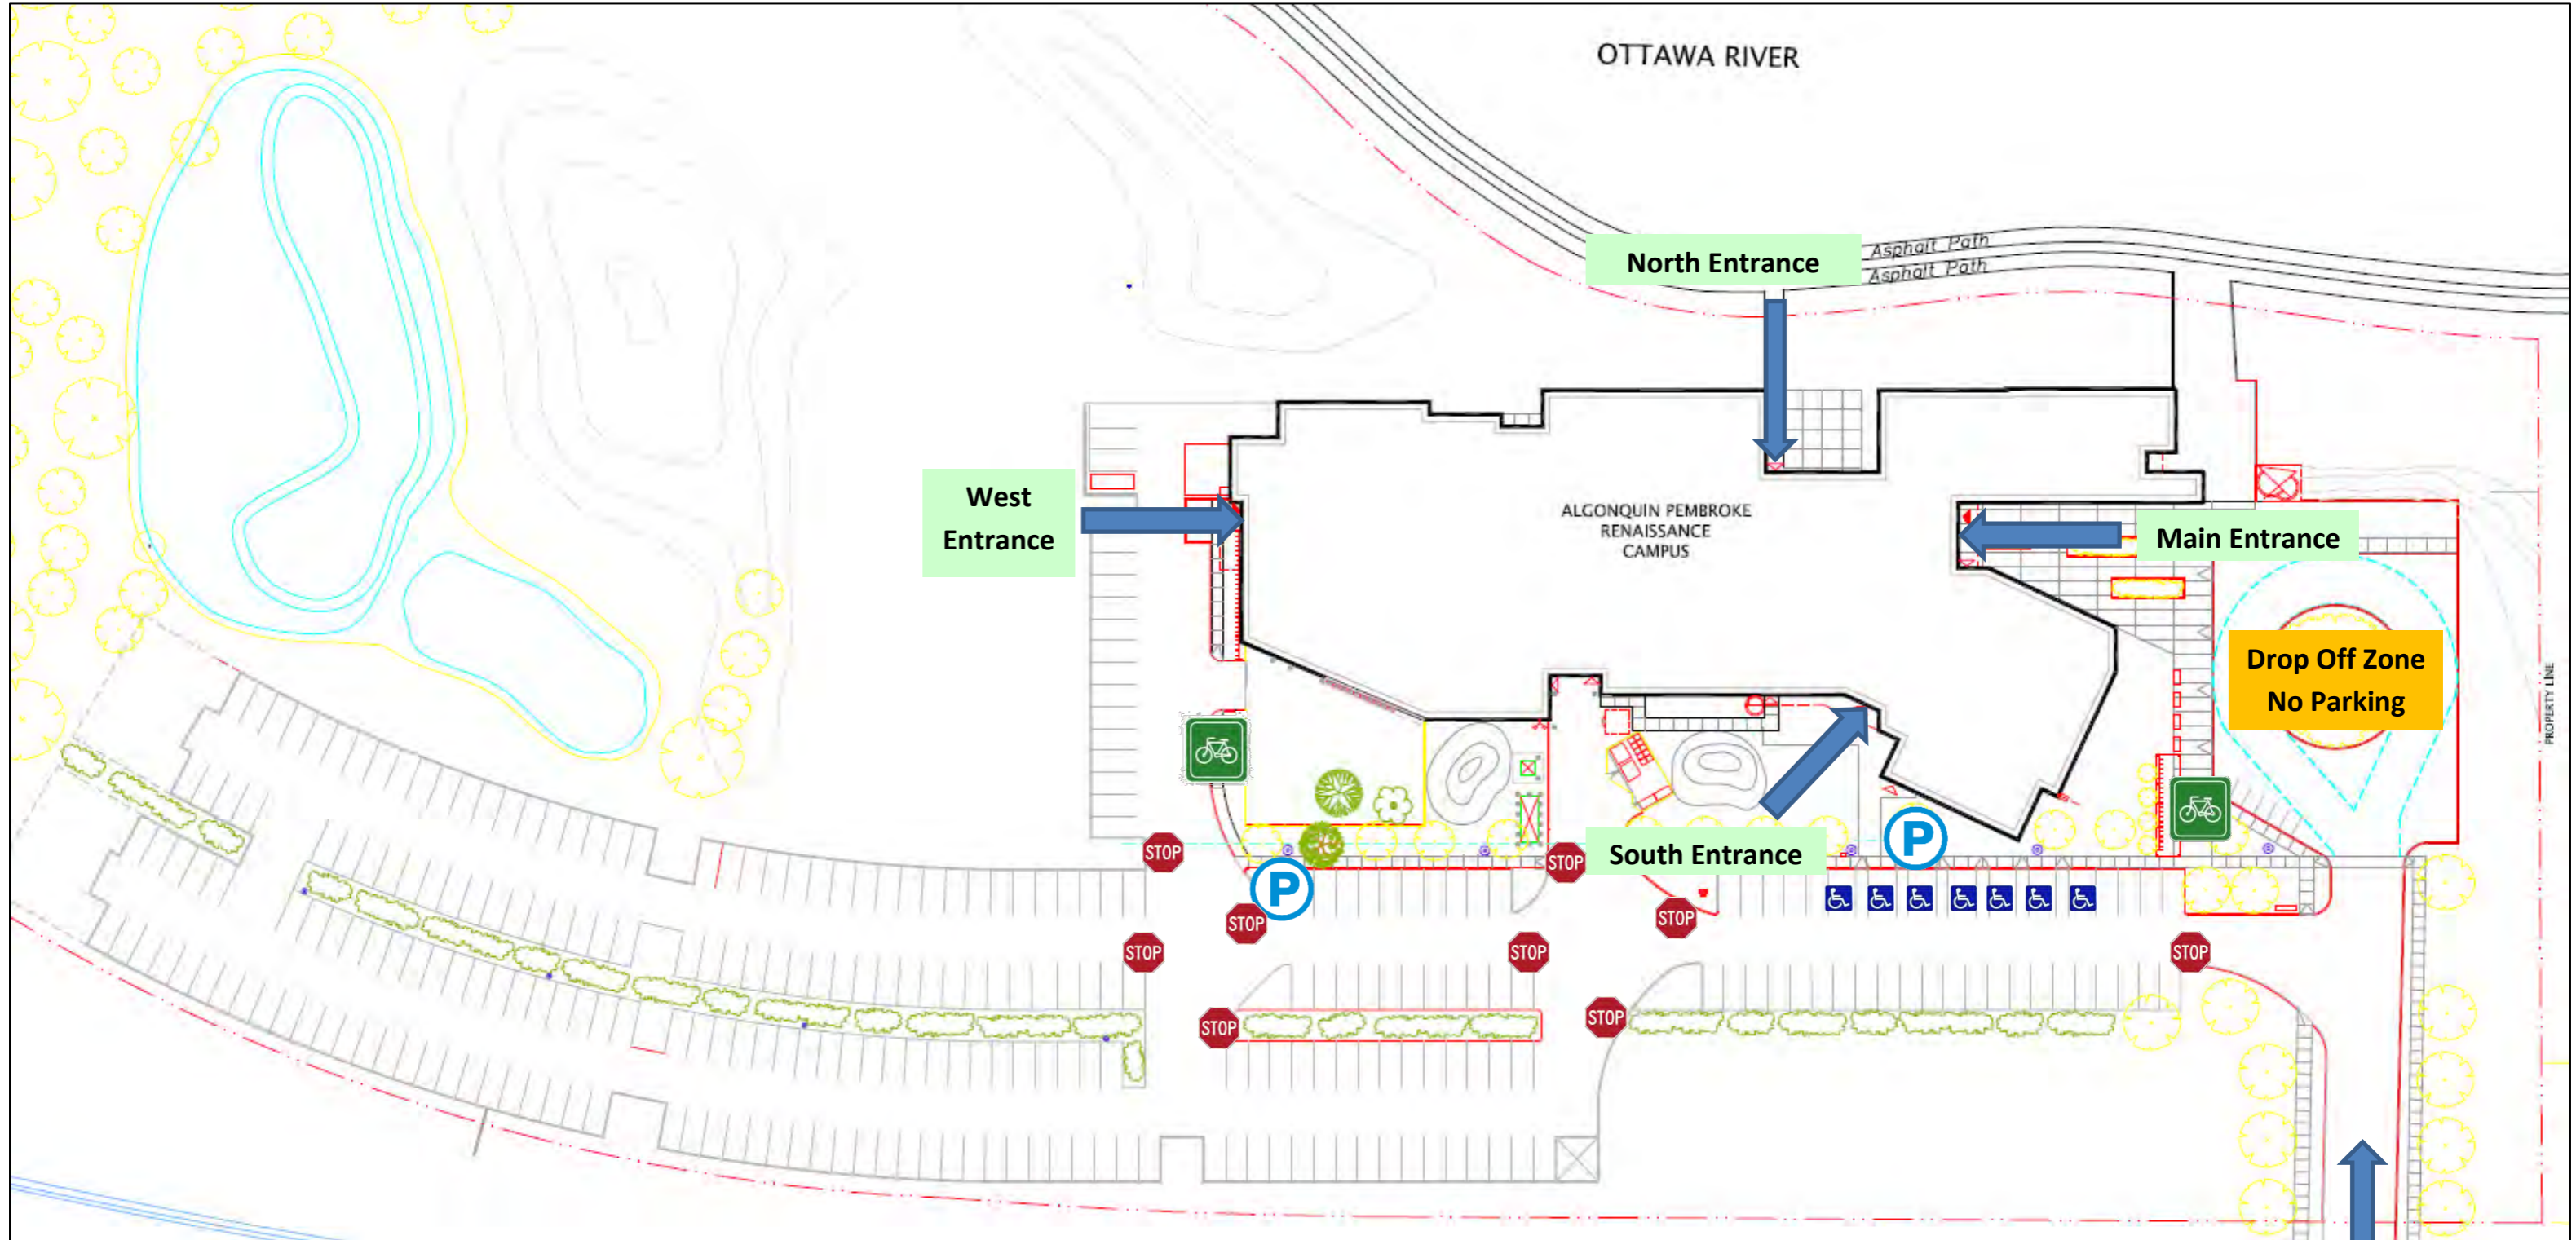 OTTAWA RIVER
North Entrance
Asphalt Path
Asphalt Path
West
Entrance
ALGONQUIN PEMBROKE
RENAISSANCE
CAMPUS
Main Entrance
Drop Off Zone
No Parking
PROPERTY LINE
South Entrance
P
P
STOP
STOP
STOP
STOP
STOP
STOP
STOP
STOP
STOP